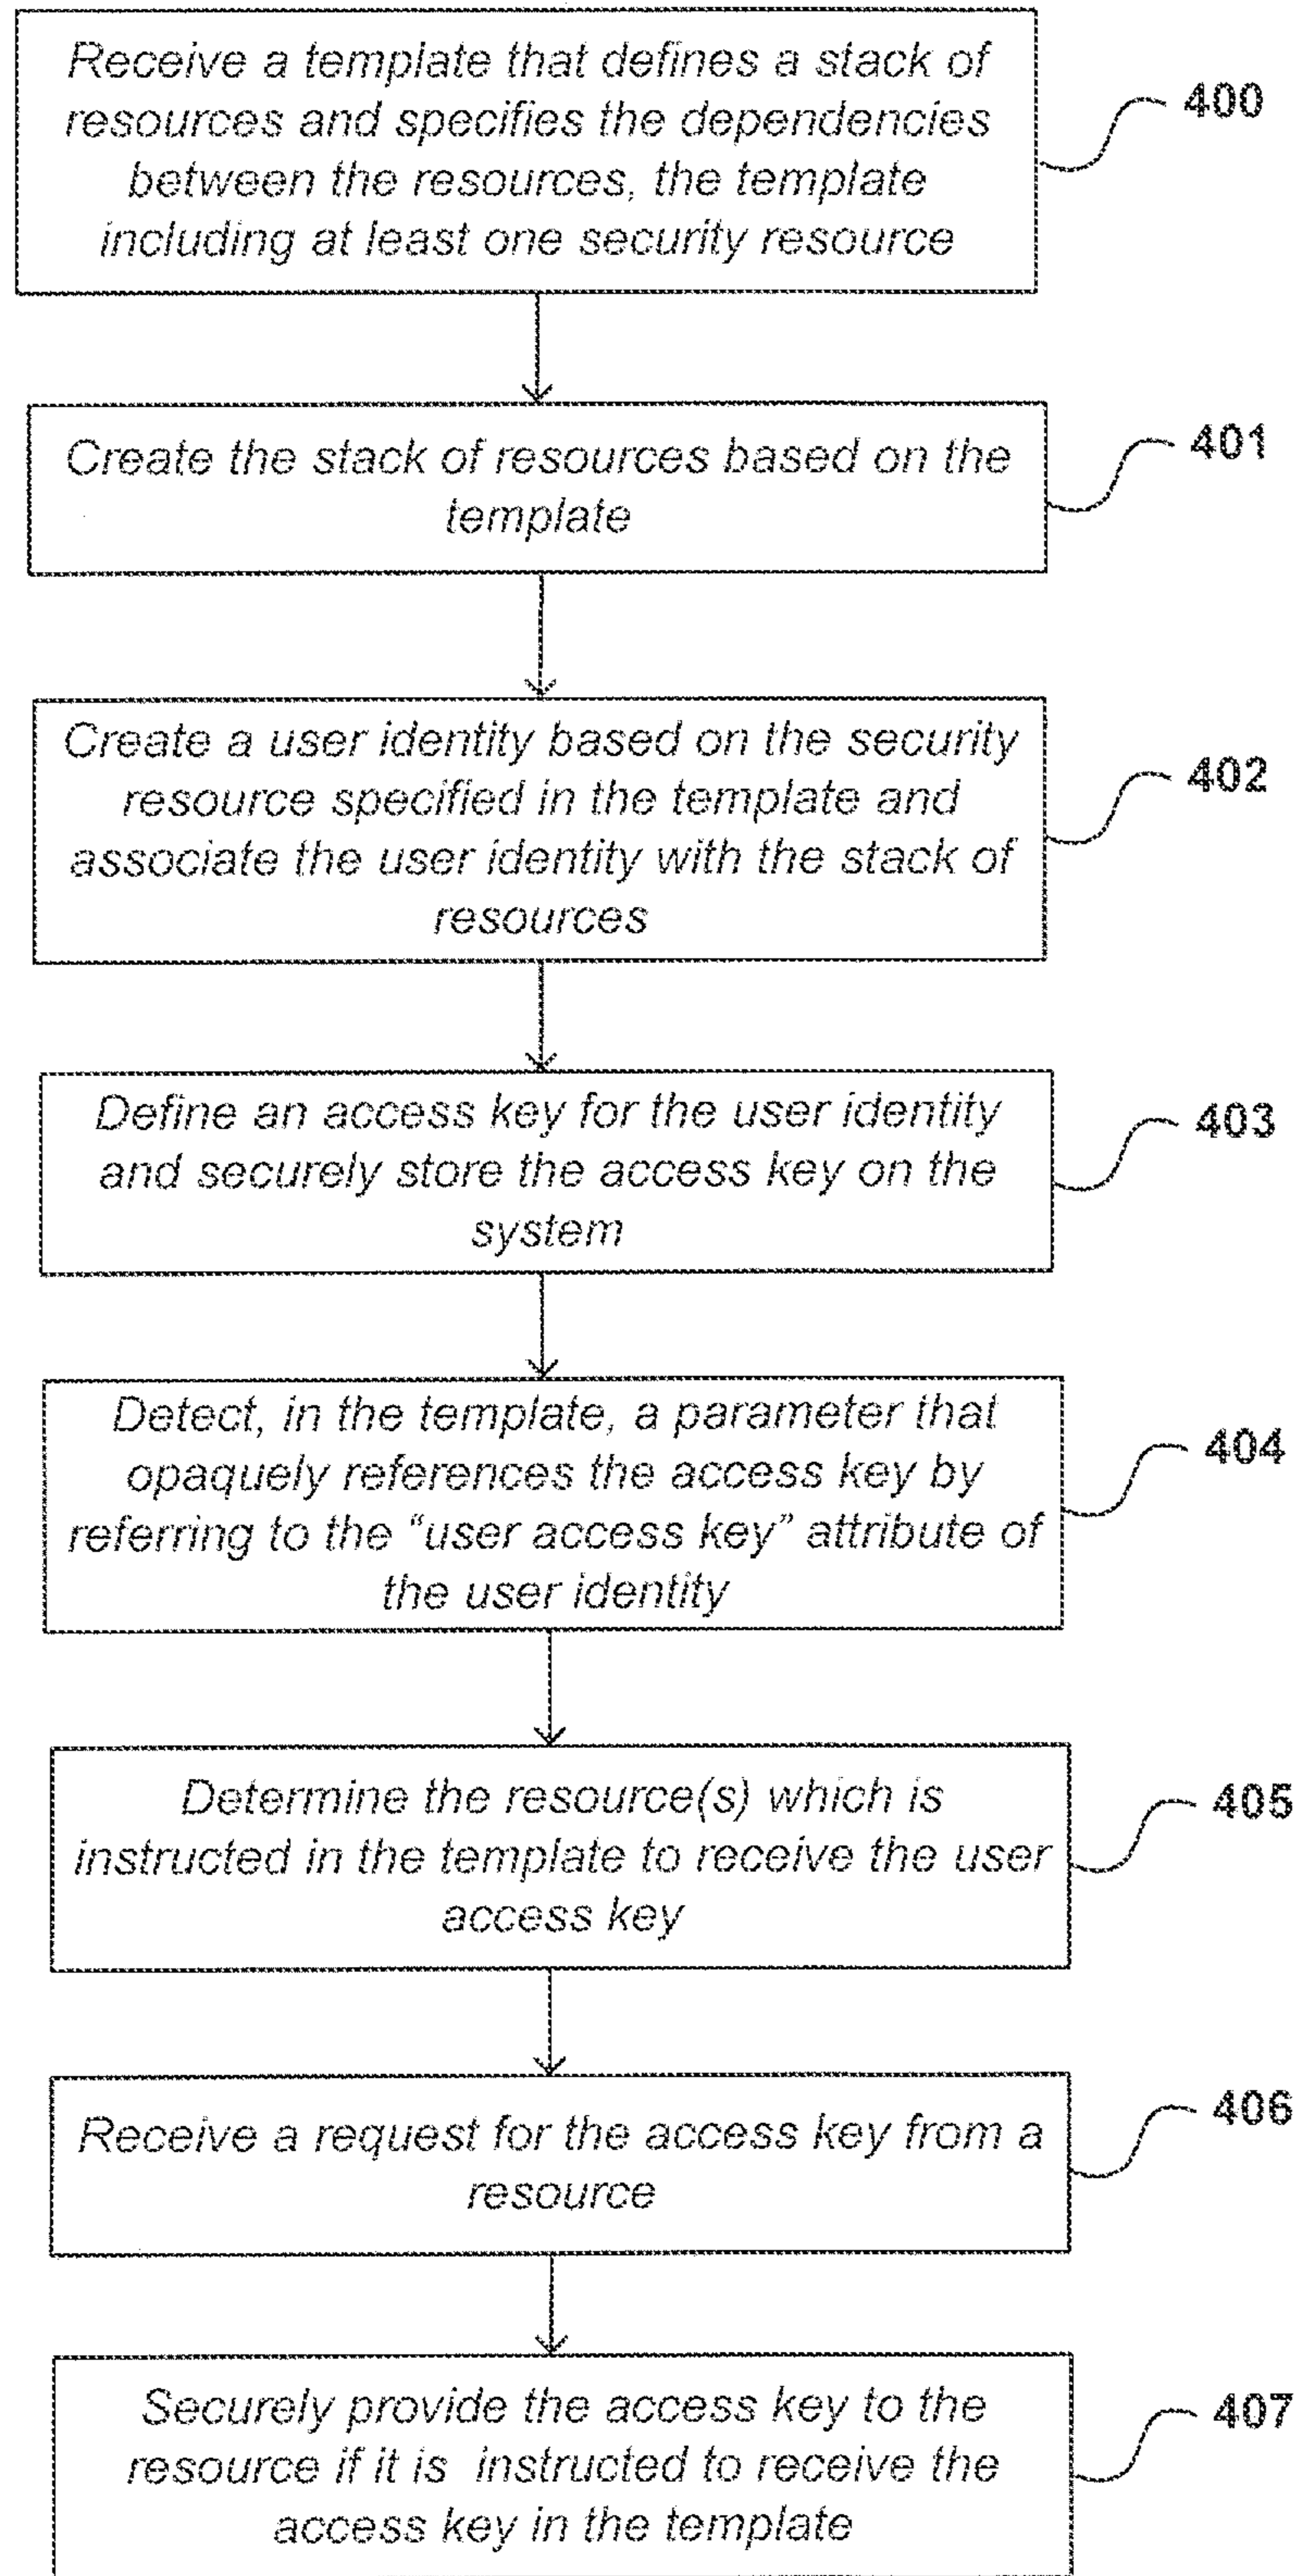 Receive a template that defines a stack of
resources and specifies the dependencies
between the resources, the template
including at least one security resource
400
Create the stack of resources based on the
template
401
Create a user identity based on the security
resource specified in the template and
associate the user identity with the stack of
resources
402
Define an access key for the user identity
and securely store the access key on the
system
403
Detect, in the template, a parameter that
opaquely references the access key by
referring to the “user access key” attribute of
the user identity
404
Determine the resource(s) which is
instructed in the template to receive the user
access key
405
Receive a request for the access key from a
resource
406
Securely provide the access key to the
resource if it is instructed to receive the
access key in the template
407